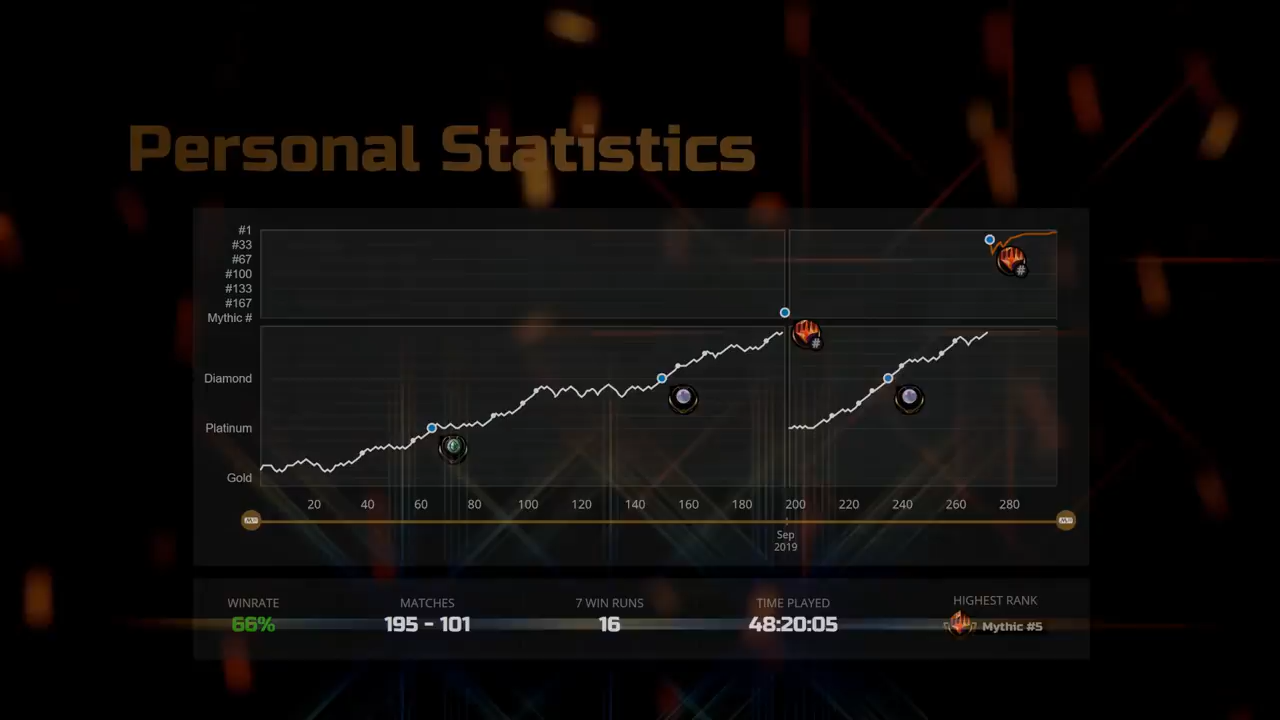 Personal Statistics
#1
#33
#67
#100
#133
#167
Mythic #
#
#
Diamond
Platinum
Gold
20 40 60 80 100 120 140 160 180 200 220 240 260 280
Sep
2019
WINRATE MATCHES 7 WIN RUNS TIME PLAYED HIGHEST RANK
66% 195 - 101 16 48:20:05 Mythic #5